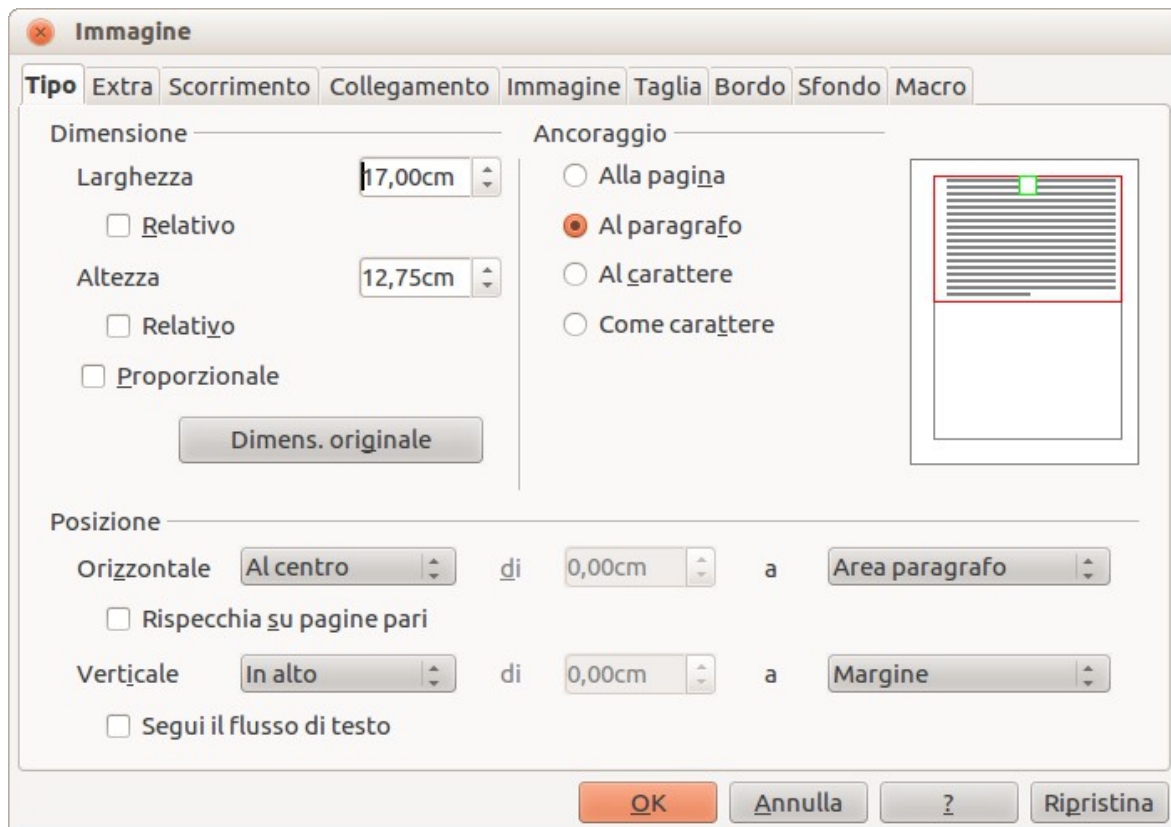 Immagine
Tipo Extra Scorrimento Collegamento Immagine Taglia Bordo Sfondo Macro
Dimensione
Larghezza 17,00cm
Relativo
Altezza 12,75cm
Relativo
Proporzionale
Dimens. originale
Ancoraggio
Alla pagina
Al paragrafo
Al carattere
Come carattere
Posizione
Orizzontale Al centro di 0,00cm a Area paragrafo
Rispecchia su pagine pari
Verticale In alto di 0,00cm a Margine
Segui il flusso di testo
OK Annulla ? Ripristina